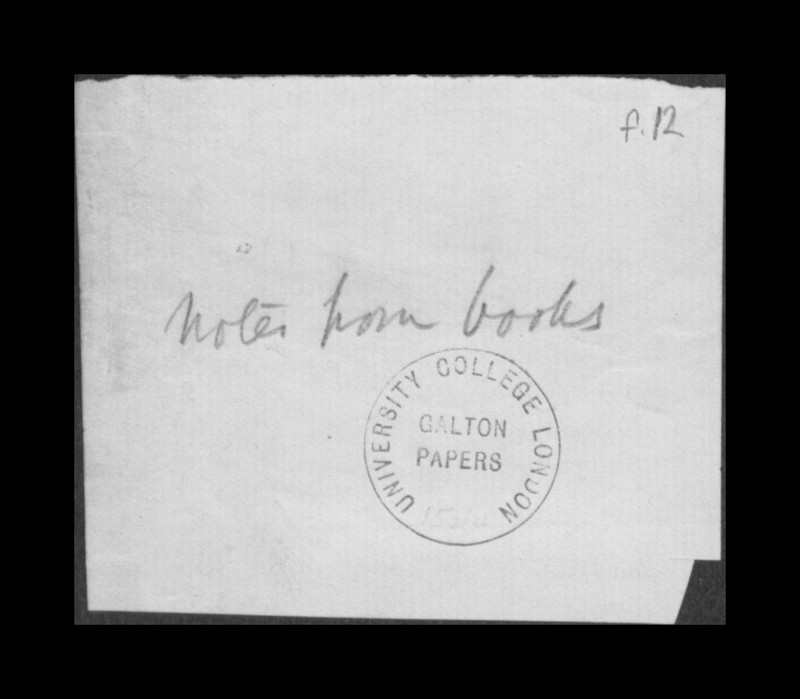 f.12
Notes from books
UNIVERSITY COLLEGE LONDON
GALTON
PAPERS